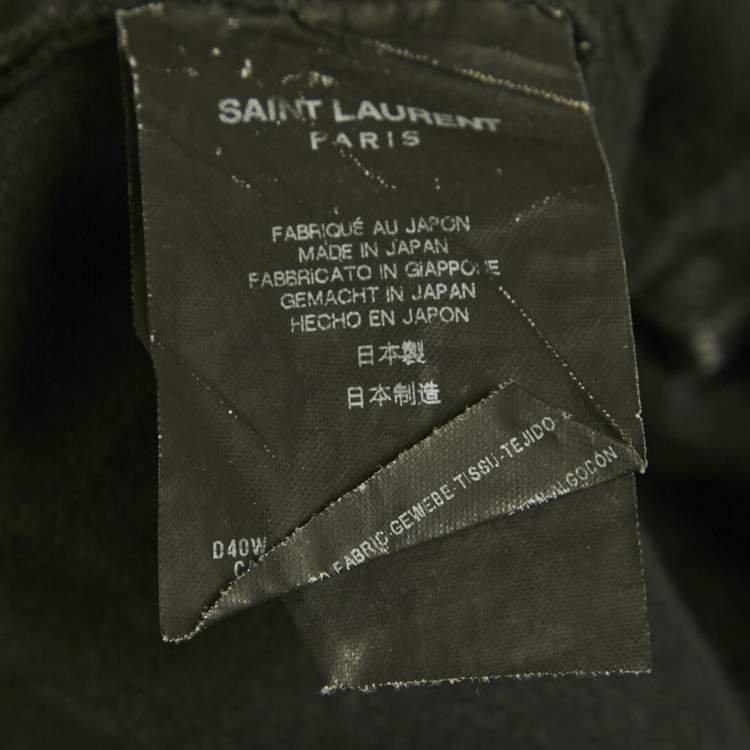 SAINT LAURENT
PARIS
FABRIQUÉ AU JAPON
MADE IN JAPAN
FABBRICATO IN GIAPPONE
GEMACHT IN JAPAN
HECHO EN JAPON
日本製
日本制造
D40W
FABRIC-GEWEBE-TISSU-TEJIDO
ALGODÓN